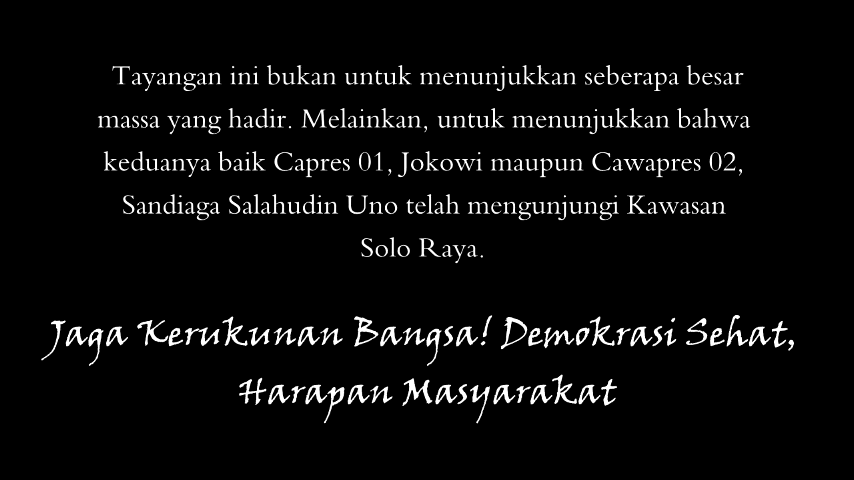 Tayangan ini bukan untuk menunjukkan seberapa besar
massa yang hadir. Melainkan, untuk menunjukkan bahwa
keduanya baik Capres 01, Jokowi maupun Cawapres 02,
Sandiaga Salahudin Uno telah mengunjungi Kawasan
Solo Raya.
Jaga Kerukunan Bangsa! Demokrasi Sehat,
Harapan Masyarakat